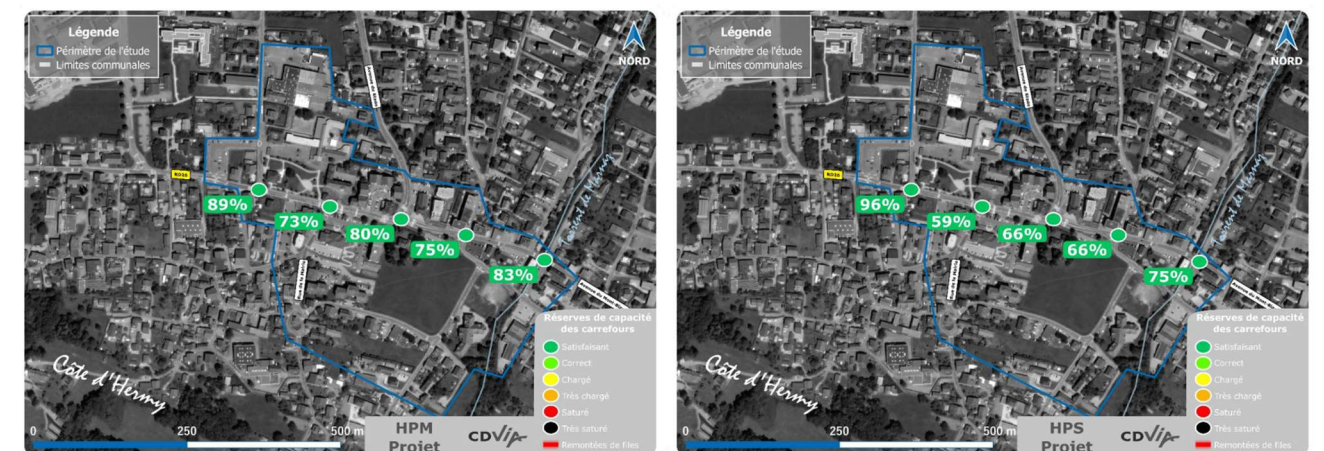 Légende
Périmètre de l'étude
Limites communales
NORD
89%
73%
80%
75%
83%
Torrent de Marnaz
Côte d'Hermy
Réserves de capacité
des carrefours
Satisfaisant
Correct
Chargé
Très chargé
Saturé
Très saturé
Remontées de files
0
250
500 m
HPM
Projet
CDVIA
Légende
Périmètre de l'étude
Limites communales
NORD
96%
59%
66%
66%
75%
Côte d'Hermy
Réserves de capacité
des carrefours
Satisfaisant
Correct
Chargé
Très chargé
Saturé
Très saturé
Remontées de files
0
250
500 m
HPS
Projet
CDVIA